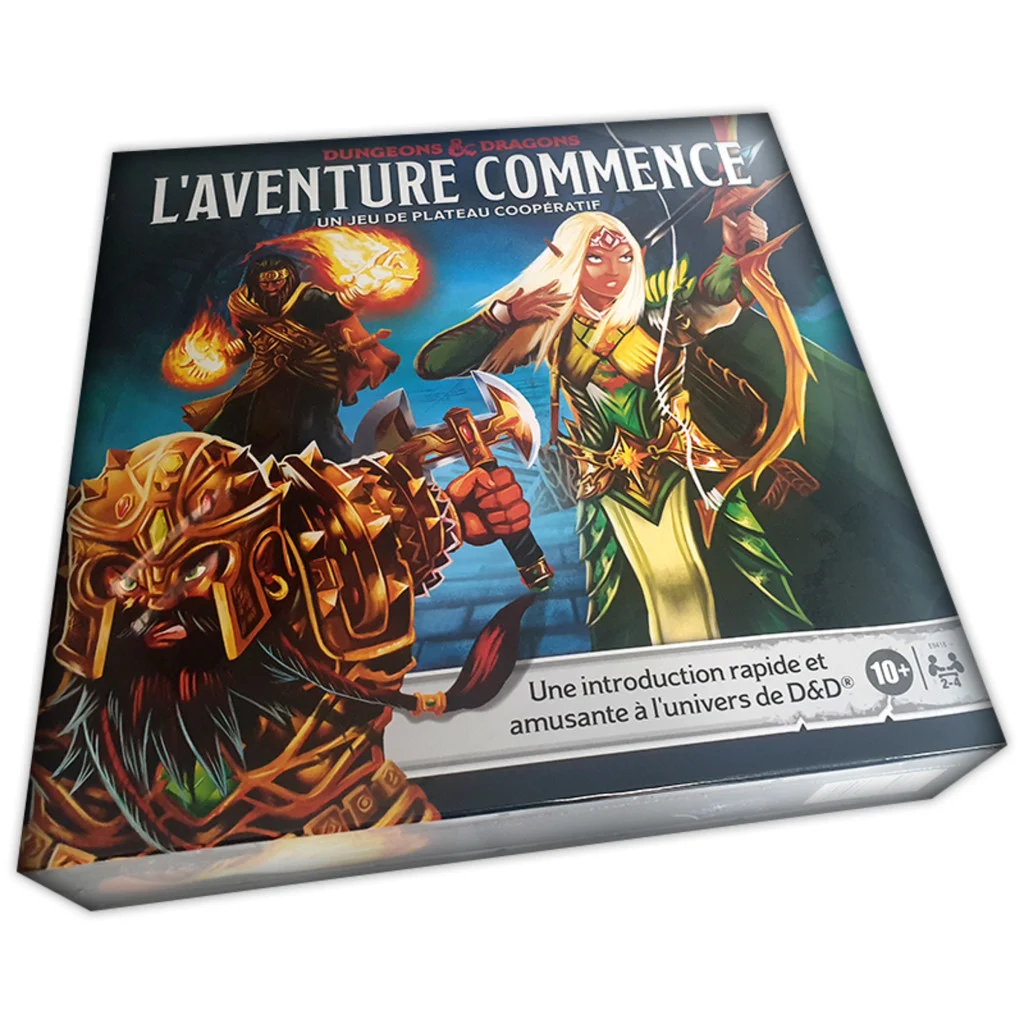 DUNGEONS & DRAGONS
L'AVENTURE COMMENCE
UN JEU DE PLATEAU COOPÉRATIF
Une introduction rapide et
amusante à l'univers de D&D®
10+
2-4